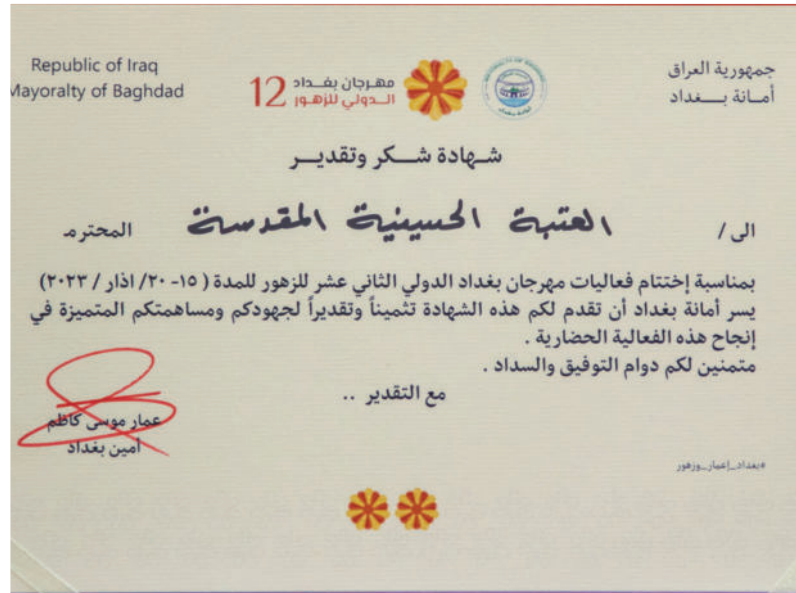 Republic of Iraq
Mayoralty of Baghdad
مهرجان بغداد
الدولي للزهور 12
جمهورية العراق
أمانة بغداد
شهادة شكر وتقدير
الى / العتبة الحسينية المقدسة المحترم
بمناسبة إختتام فعاليات مهرجان بغداد الدولي الثاني عشر للزهور للمدة ( ١٥- ٢٠/ اذار / ٢٠٢٣)
يسر أمانة بغداد أن تقدم لكم هذه الشهادة تثميناً وتقديراً لجهودكم ومساهمتكم المتميزة في
إنجاح هذه الفعالية الحضارية .
متمنين لكم دوام التوفيق والسداد .
مع التقدير ..
عمار موسى كاظم
أمين بغداد
#بغداد_إعمار_وزهور